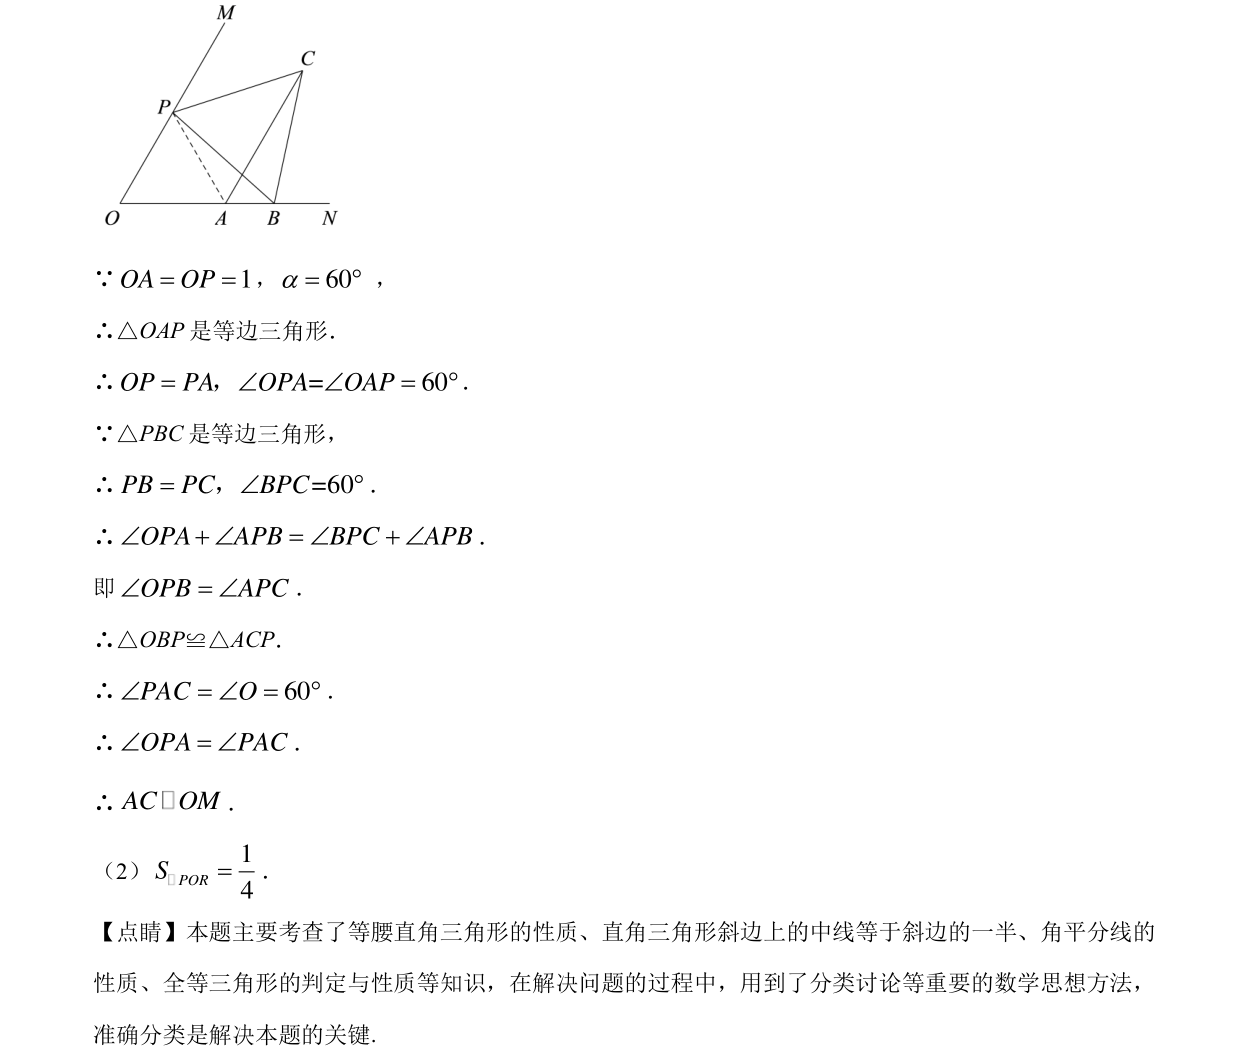 M
C
P
O A B N
∵OA=OP=1，α=60°，
∴△OAP是等边三角形.
∴OP=PA，∠OPA=∠OAP=60°.
∵△PBC是等边三角形，
∴PB=PC，∠BPC=60°.
∴∠OPA+∠APB=∠BPC+∠APB.
即∠OPB=∠APC.
∴△OBP≌△ACP.
∴∠PAC=∠O=60°.
∴∠OPA=∠PAC.
∴AC□OM.
（2）S□POR=1/4.
【点睛】本题主要考查了等腰直角三角形的性质、直角三角形斜边上的中线等于斜边的一半、角平分线的
性质、全等三角形的判定与性质等知识，在解决问题的过程中，用到了分类讨论等重要的数学思想方法，
准确分类是解决本题的关键.